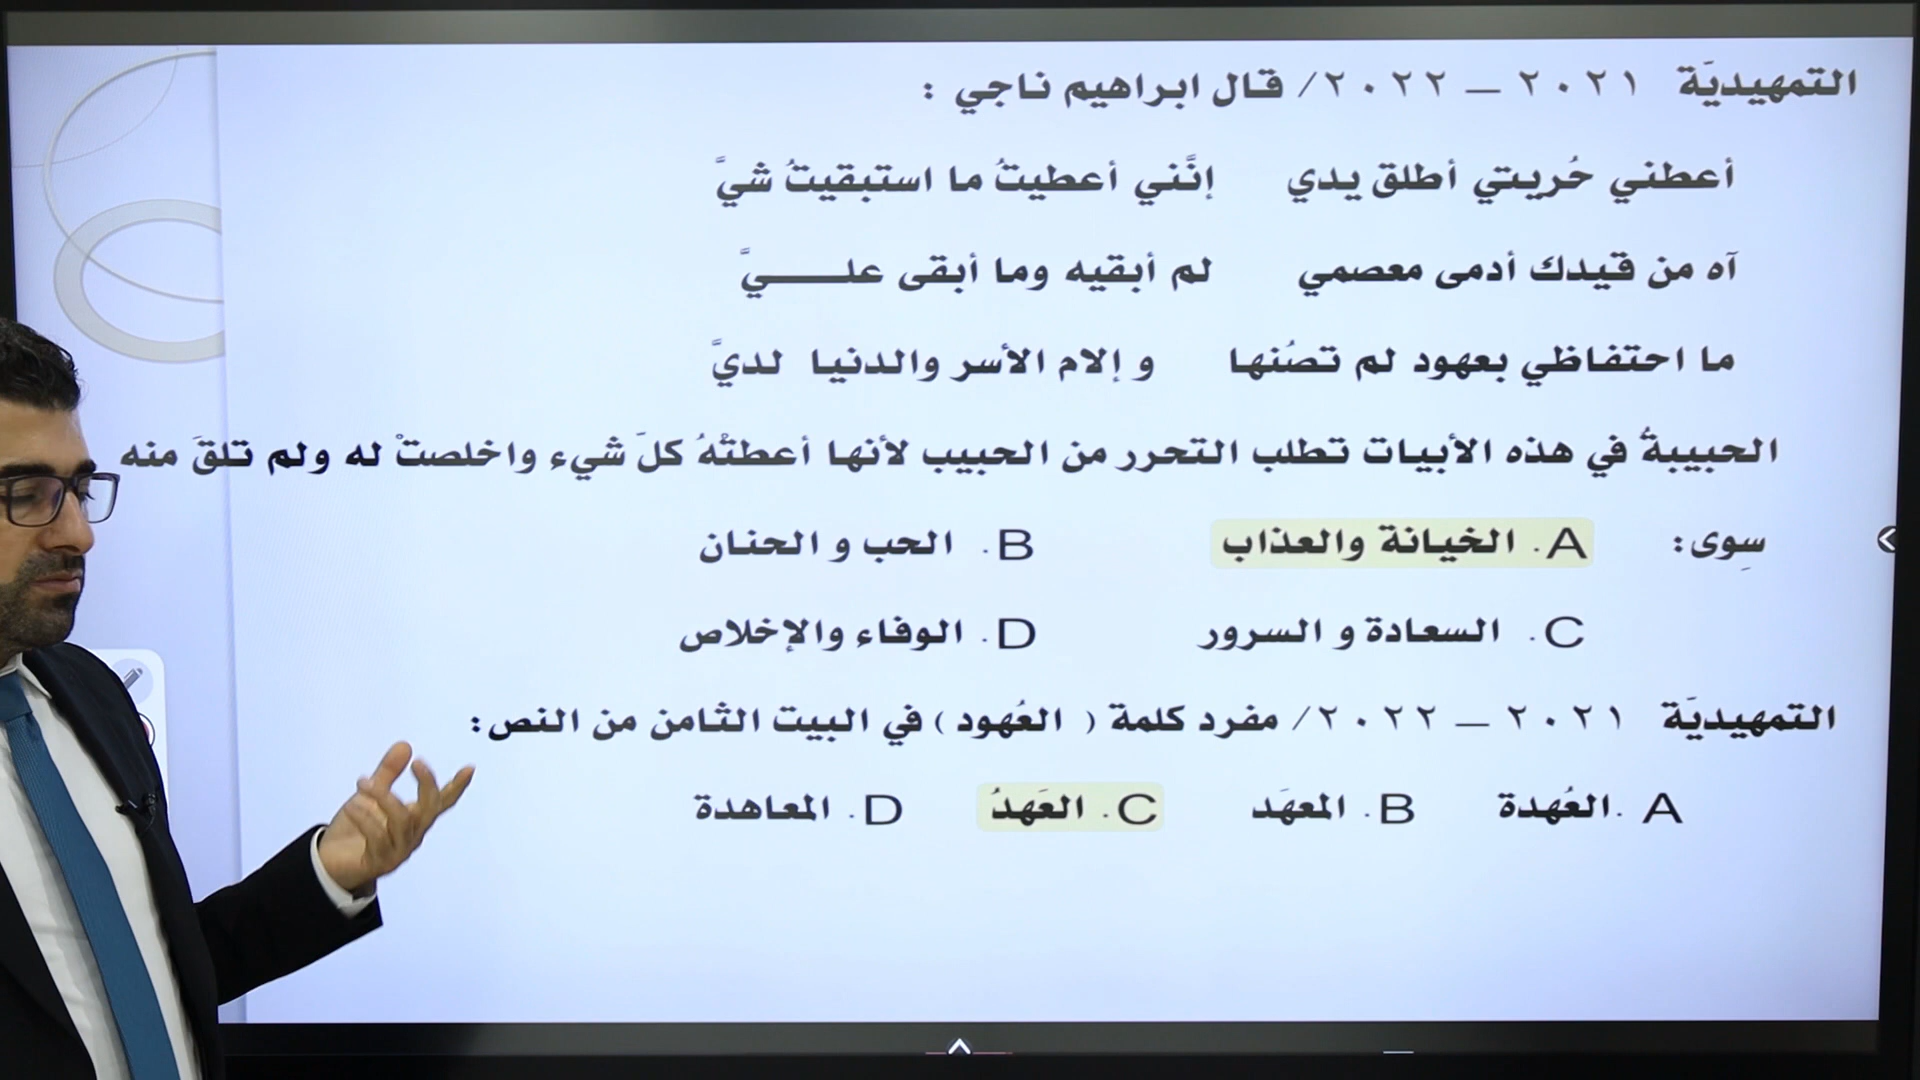 التمهيديَة ٢٠٢١ – ٢٠٢٢/ قال ابراهيم ناجي :
أعطني حُريتي أطلق يدي إنَّني أعطيتُ ما استبقيتُ شيَّ
آه من قيدك أدمى معصمي لم أبقيه وما أبقى علـــــيَّ
ما احتفاظي بعهود لم تصُنها و إلام الأسر والدنيا لديَّ
الحبيبةُ في هذه الأبيات تطلب التحرر من الحبيب لأنها أعطتْهُ كلَ شيء واخلصتْ له ولم تلقَ منه
سِوى: A. الخيانة والعذاب B. الحب و الحنان
C. السعادة و السرور D. الوفاء والإخلاص
التمهيديَة ٢٠٢١ – ٢٠٢٢/ مفرد كلمة ( العُهود ) في البيت الثامن من النص:
A .العُهدة B. المعهَد C. العَهدُ D. المعاهدة